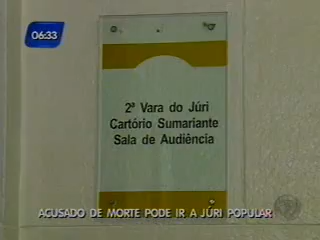 06:33
2ª Vara do Júri
Cartório Sumariante
Sala de Audiência
ACUSADO DE MORTE PODE IR A JÚRI POPULAR